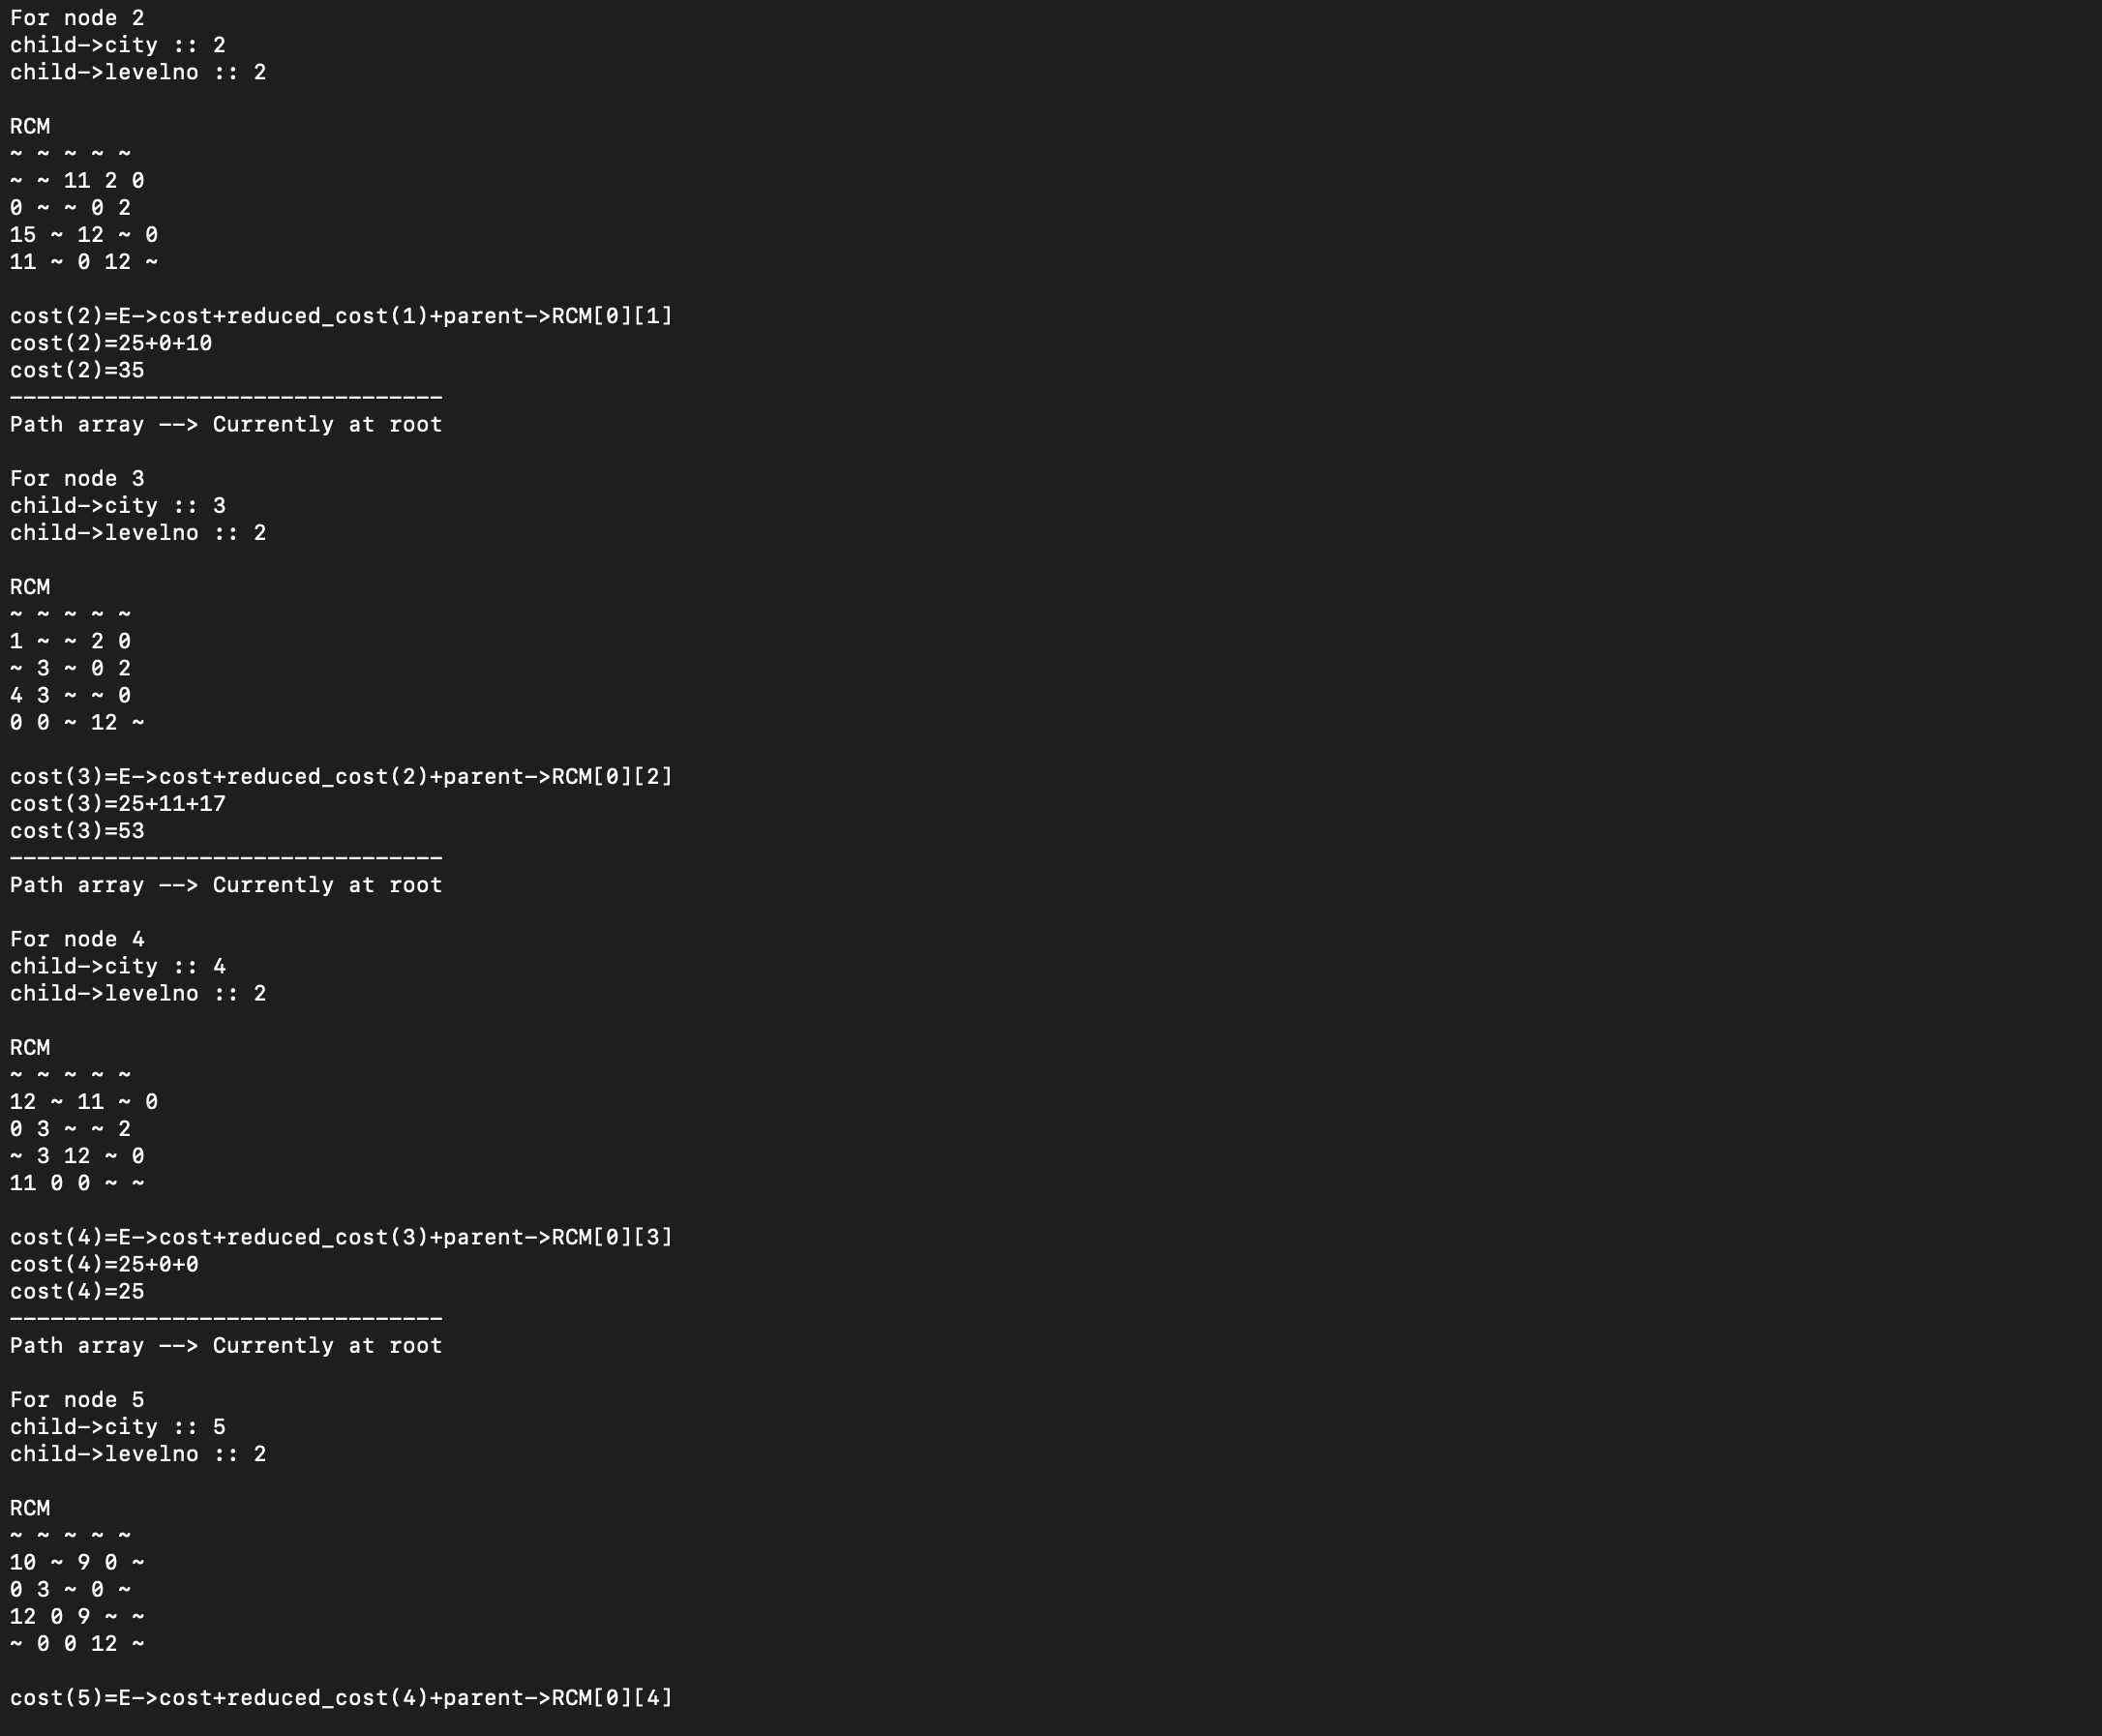 For node 2
child->city :: 2
child->levelno :: 2
RCM
~ ~ ~ ~ ~
~ ~ 11 2 0
0 ~ ~ 0 2
15 ~ 12 ~ 0
11 ~ 0 12 ~
cost(2)=E->cost+reduced_cost(1)+parent->RCM[0][1]
cost(2)=25+0+10
cost(2)=35
--------------------------------
Path array --> Currently at root
For node 3
child->city :: 3
child->levelno :: 2
RCM
~ ~ ~ ~ ~
1 ~ ~ 2 0
~ 3 ~ 0 2
4 3 ~ ~ 0
0 0 ~ 12 ~
cost(3)=E->cost+reduced_cost(2)+parent->RCM[0][2]
cost(3)=25+11+17
cost(3)=53
--------------------------------
Path array --> Currently at root
For node 4
child->city :: 4
child->levelno :: 2
RCM
~ ~ ~ ~ ~
12 ~ 11 ~ 0
0 3 ~ ~ 2
~ 3 12 ~ 0
11 0 0 ~ ~
cost(4)=E->cost+reduced_cost(3)+parent->RCM[0][3]
cost(4)=25+0+0
cost(4)=25
--------------------------------
Path array --> Currently at root
For node 5
child->city :: 5
child->levelno :: 2
RCM
~ ~ ~ ~ ~
10 ~ 9 0 ~
0 3 ~ 0 ~
12 0 9 ~ ~
~ 0 0 12 ~
cost(5)=E->cost+reduced_cost(4)+parent->RCM[0][4]